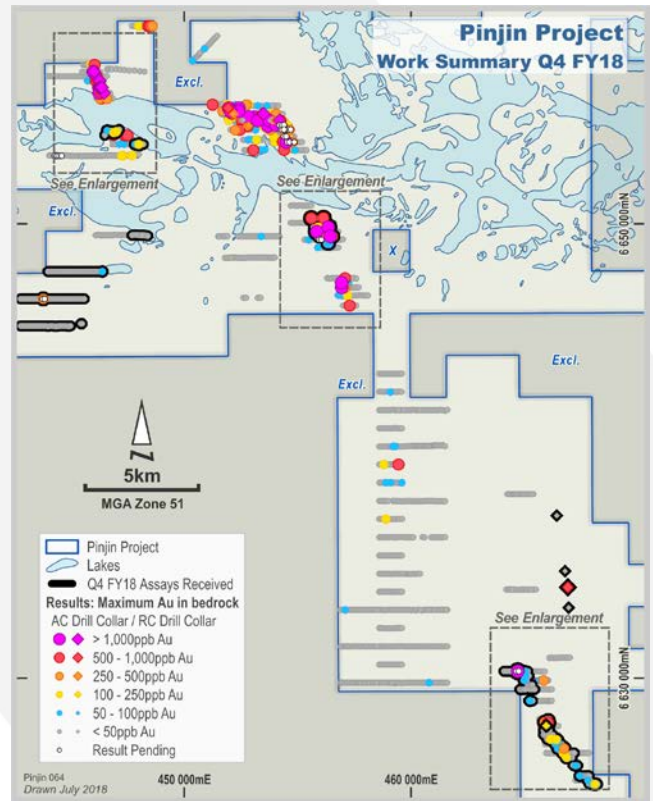 Pinjin Project
Work Summary Q4 FY18
Excl.
See Enlargement
See Enlargement
Excl.
X
6 650 000mN
Excl.
Excl.
N
5km
MGA Zone 51
Pinjin Project
Lakes
Q4 FY18 Assays Received
Results: Maximum Au in bedrock
AC Drill Collar / RC Drill Collar
> 1,000ppb Au
500 - 1,000ppb Au
250 - 500ppb Au
100 - 250ppb Au
50 - 100ppb Au
< 50ppb Au
Result Pending
See Enlargement
6 630 000mN
Pinjin 064
Drawn July 2018
450 000mE
460 000mE